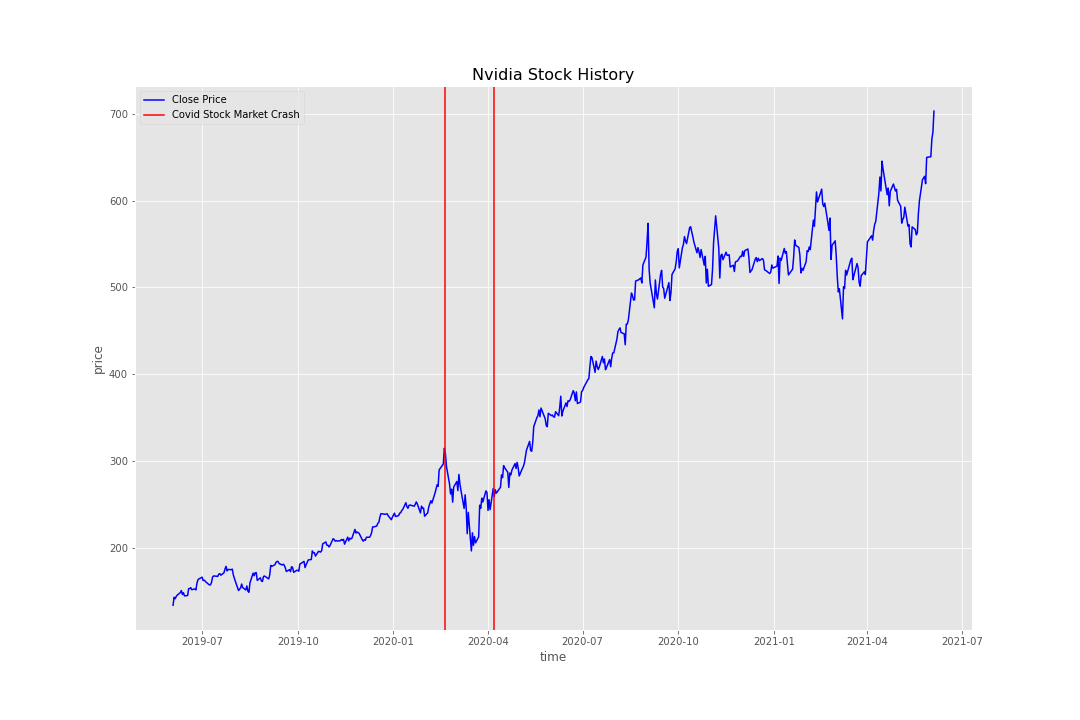 Nvidia Stock History
Close Price
Covid Stock Market Crash
700
600
500
400
300
200
price
2019-07 2019-10 2020-01 2020-04 2020-07 2020-10 2021-01 2021-04 2021-07
time